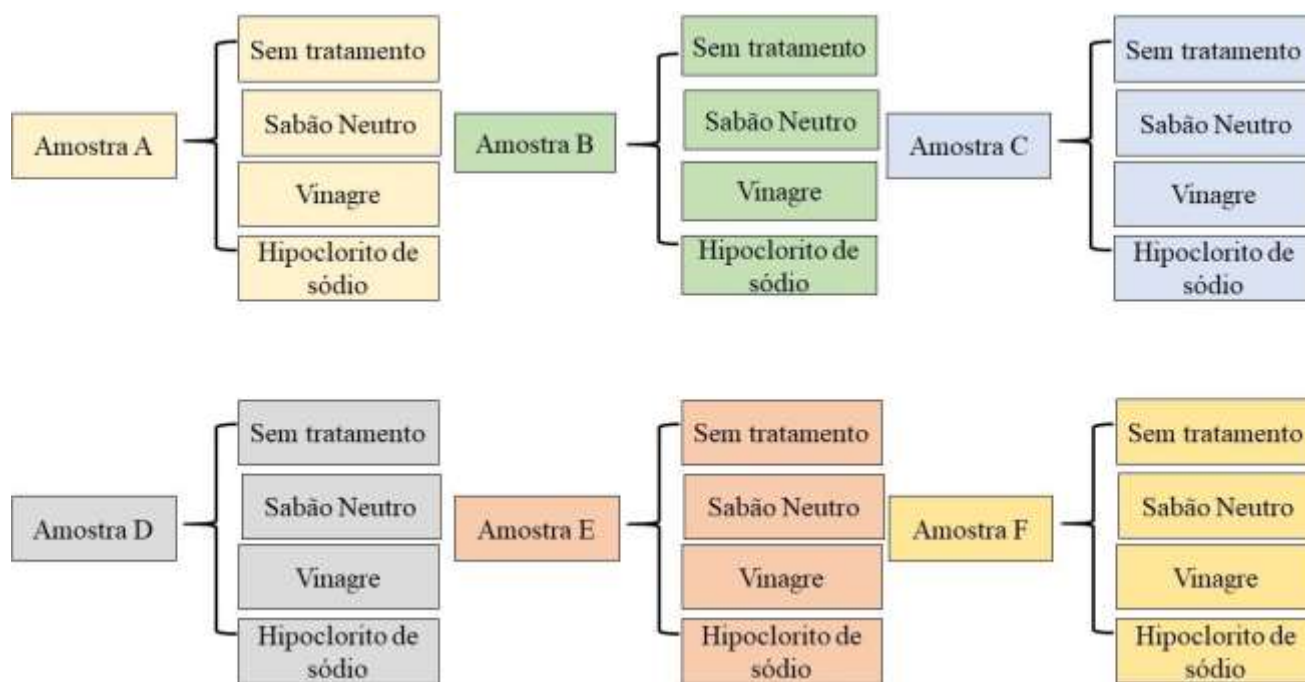 Amostra A
Sem tratamento
Sabão Neutro
Vinagre
Hipoclorito de
sódio
Amostra B
Sem tratamento
Sabão Neutro
Vinagre
Hipoclorito de
sódio
Amostra C
Sem tratamento
Sabão Neutro
Vinagre
Hipoclorito de
sódio
Amostra D
Sem tratamento
Sabão Neutro
Vinagre
Hipoclorito de
sódio
Amostra E
Sem tratamento
Sabão Neutro
Vinagre
Hipoclorito de
sódio
Amostra F
Sem tratamento
Sabão Neutro
Vinagre
Hipoclorito de
sódio